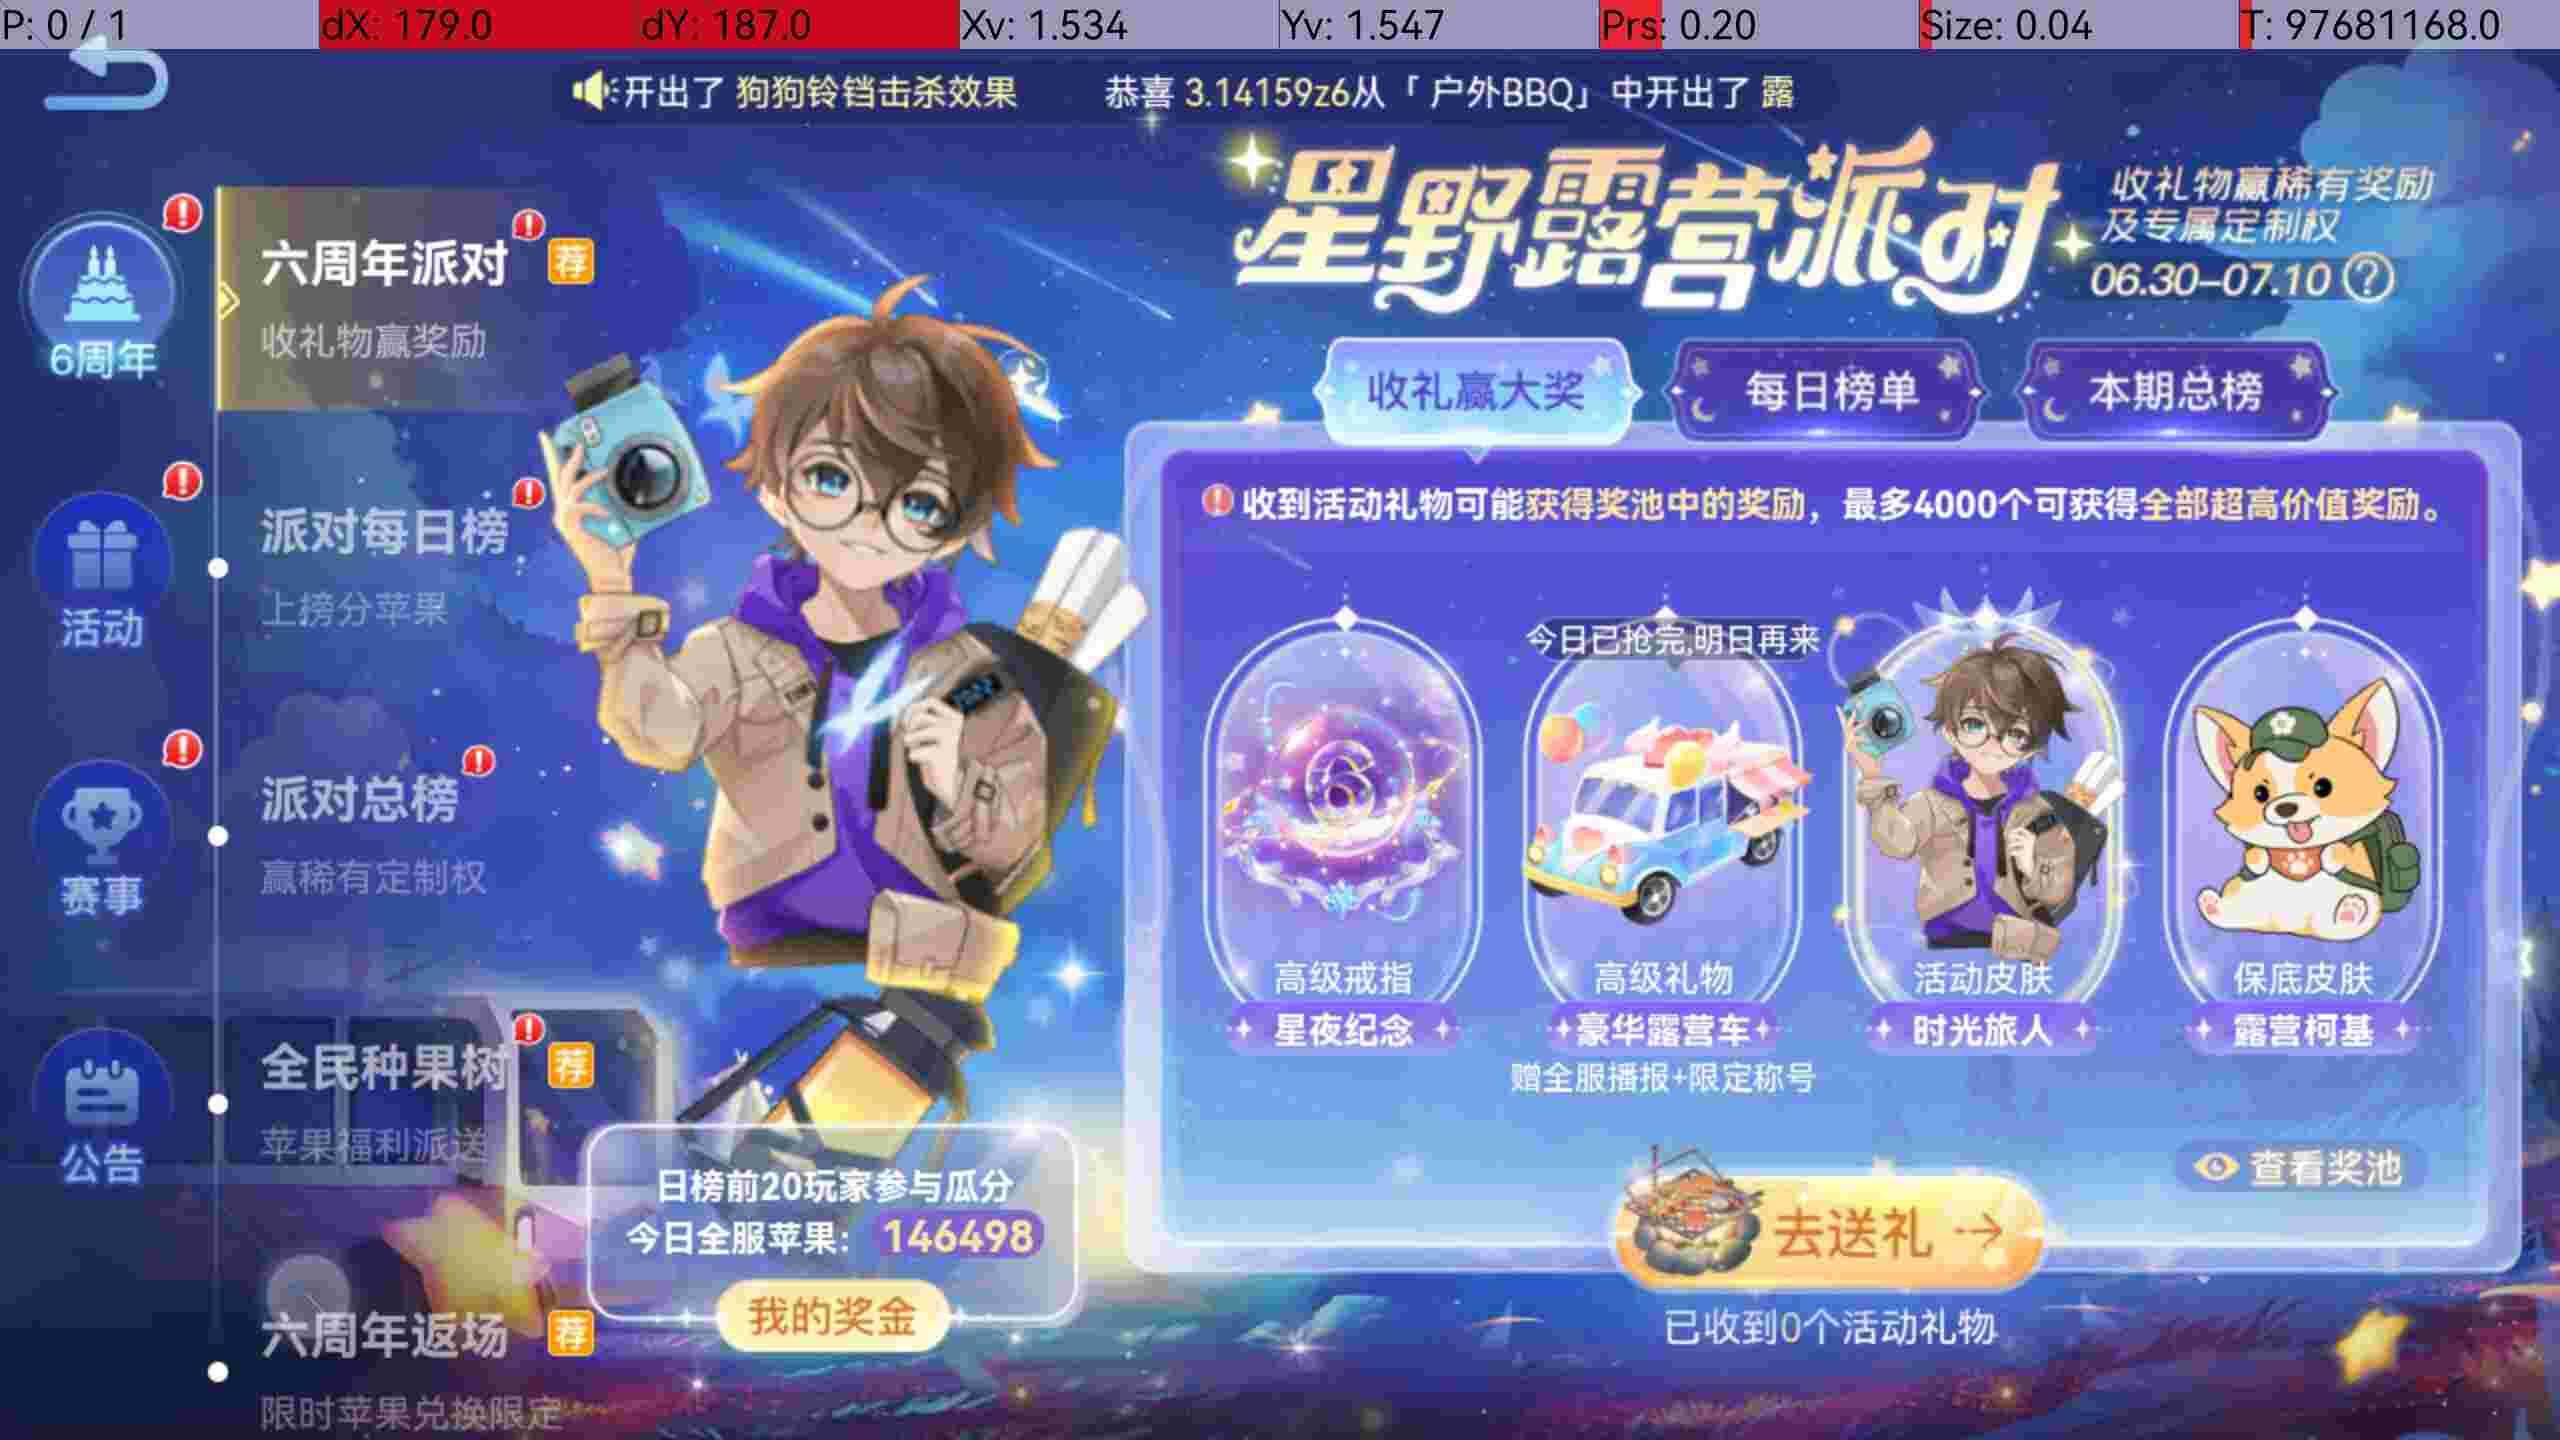 P: 0 / 1
dX: 179.0
dY: 187.0
Xv: 1.534
Yv: 1.547
Prs: 0.20
Size: 0.04
T: 97681168.0
开出了 狗狗铃铛击杀效果
恭喜 3.14159z6从「户外BBQ」中开出了 露
星野露营派对
收礼物赢稀有奖励
及专属定制权
06.30-07.10
6周年
活动
赛事
公告
六周年派对
荐
收礼物赢奖励
派对每日榜
上榜分苹果
派对总榜
赢稀有定制权
全民种果树
荐
苹果福利派送
六周年返场
荐
限时苹果兑换限定
日榜前20玩家参与瓜分
今日全服苹果： 146498
我的奖金
收礼赢大奖
每日榜单
本期总榜
收到活动礼物可能获得奖池中的奖励，最多4000个可获得全部超高价值奖励。
6
高级戒指
星夜纪念
今日已抢完,明日再来
高级礼物
豪华露营车
赠全服播报+限定称号
活动皮肤
时光旅人
保底皮肤
露营柯基
查看奖池
去送礼
已收到0个活动礼物